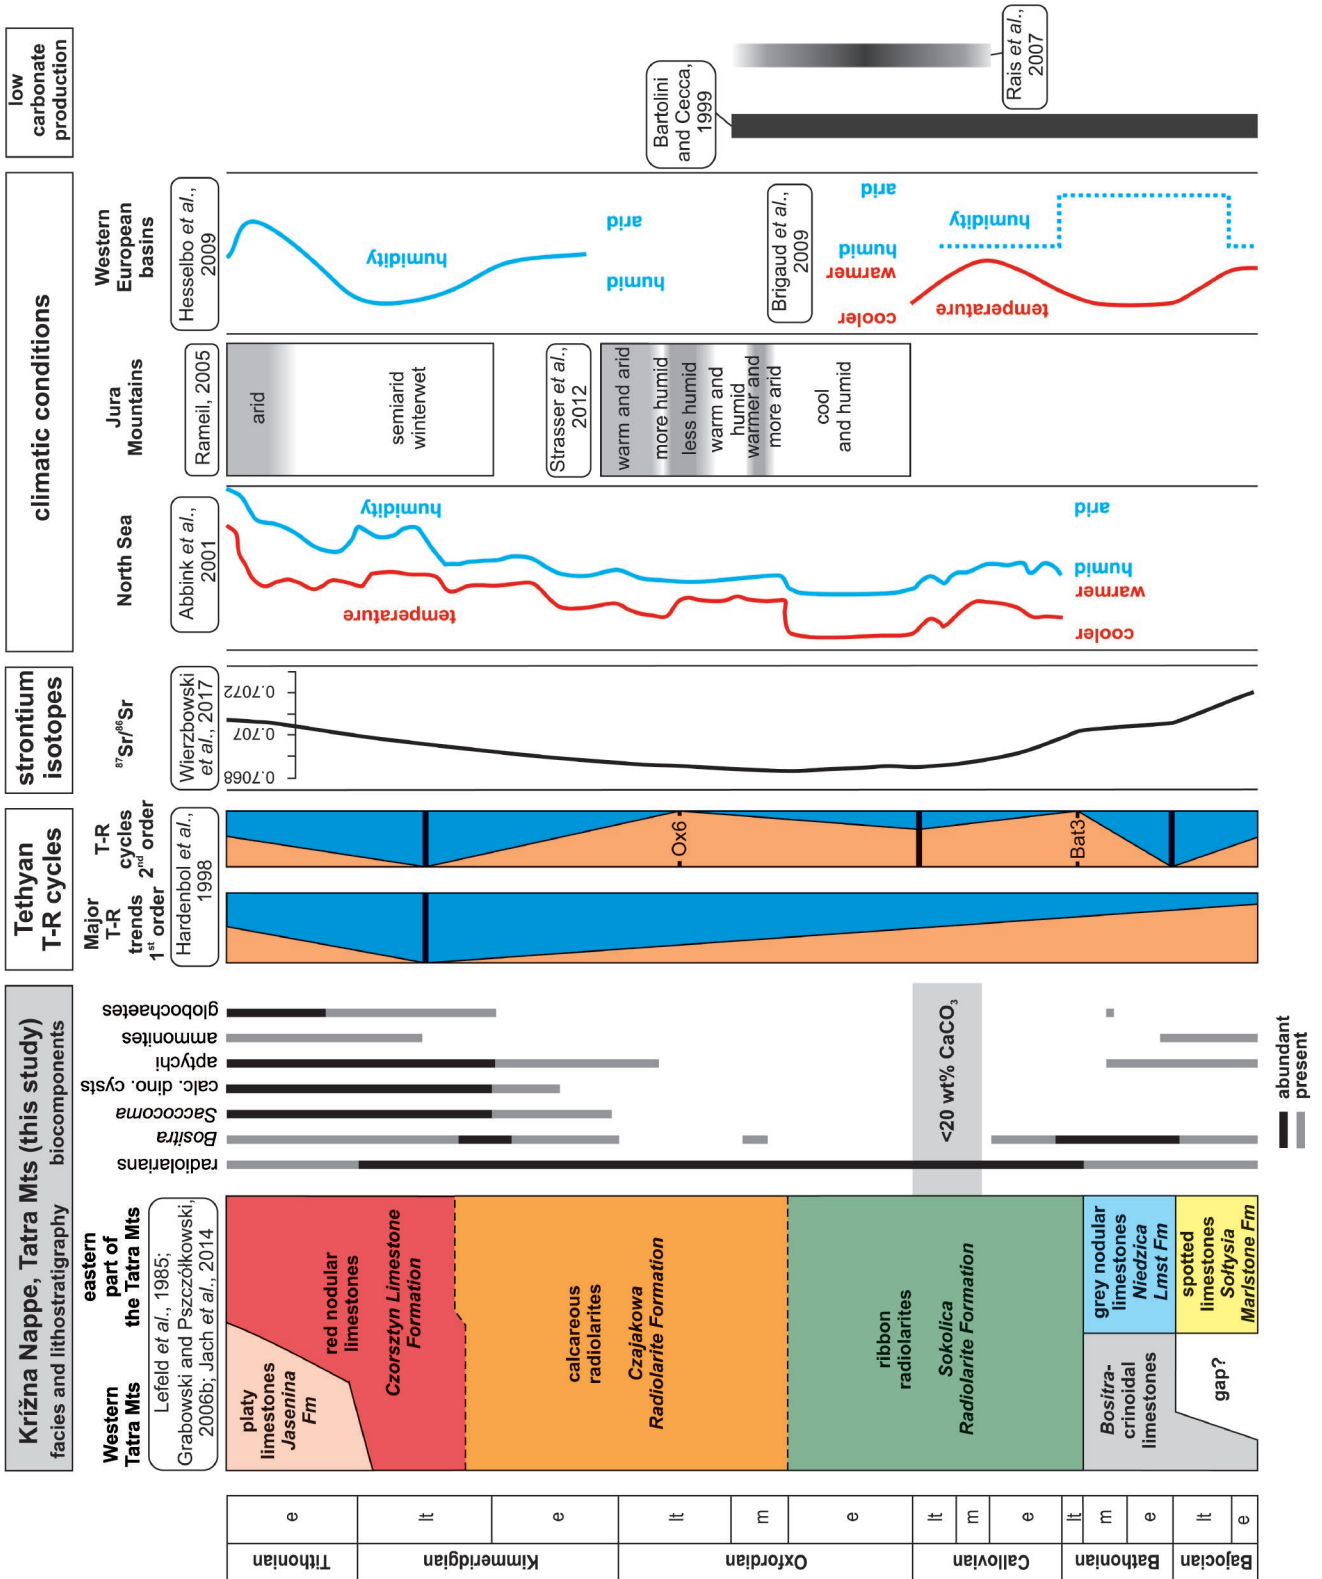 Krížna Nappe, Tatra Mts (this study)
facies and lithostratigraphy
biocomponents
Tethyan
T-R cycles
strontium
isotopes
climatic conditions
low
carbonate
production
Western
Tatra Mts
eastern
part of
the Tatra Mts
Lefeld et al., 1985;
Grabowski and Pszczółkowski,
2006b; Jach et al., 2014
radiolarians
Bositra
Saccocoma
calc. dino. cysts
aptychi
ammonites
globochaetes
Major
T-R
trends
1st order
T-R
cycles
2nd order
Hardenbol et al.,
1998
87Sr/86Sr
Wierzbowski
et al., 2017
0.7068
0.707
0.7072
North Sea
Abbink et al.,
2001
temperature
humidity
cooler
warmer
humid
arid
Jura
Mountains
Rameil, 2005
arid
semiarid
winterwet
Strasser et al.,
2012
warm and arid
more humid
less humid
warm and
humid
warmer and
more arid
cool
and humid
Western
European
basins
Hesselbo et al.,
2009
humidity
humid
arid
Brigaud et al.,
2009
cooler
warmer
humid
arid
temperature
humidity
Bartolini
and Cecca,
1999
Rais et al.,
2007
platy
limestones
Jasenina
Fm
red nodular
limestones
Czorsztyn Limestone
Formation
calcareous
radiolarites
Czajakowa
Radiolarite Formation
ribbon
radiolarites
Sokolica
Radiolarite Formation
Bositra-
crinoidal
limestones
grey nodular
limestones
Niedzica
Lmst Fm
gap?
spotted
limestones
Sołtysia
Marlstone Fm
<20 wt% CaCO3
Ox6
Bat3
abundant
present
Tithonian
e
Kimmeridgian
lt
e
Oxfordian
lt
m
e
Callovian
lt
m
e
Bathonian
lt
m
e
Bajocian
lt
e